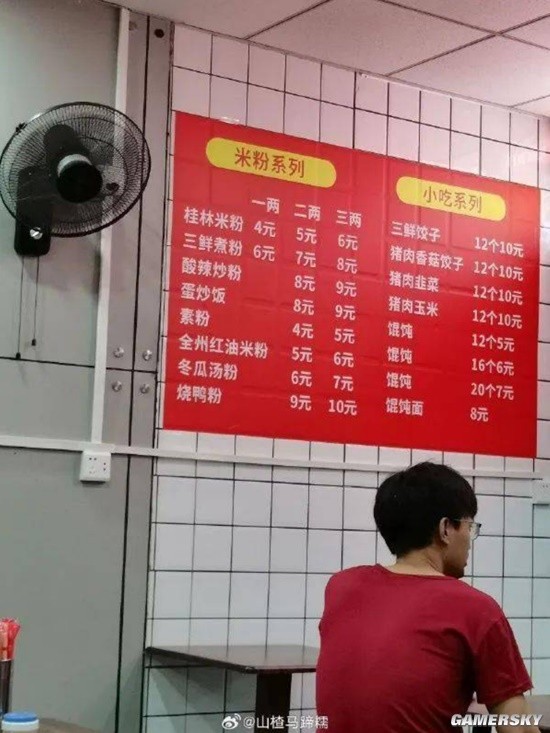 米粉系列
一两 二两 三两
桂林米粉 4元 5元 6元
三鲜煮粉 6元 7元 8元
酸辣炒粉 8元 9元
蛋炒饭 8元 9元
素粉 4元 5元
全州红油米粉 5元 6元
冬瓜汤粉 6元 7元
烧鸭粉 9元 10元
小吃系列
三鲜饺子 12个10元
猪肉香菇饺子 12个10元
猪肉韭菜 12个10元
猪肉玉米 12个10元
馄饨 12个5元
馄饨 16个6元
馄饨 20个7元
馄饨面 8元
@山楂马蹄糯
GAMERSKY